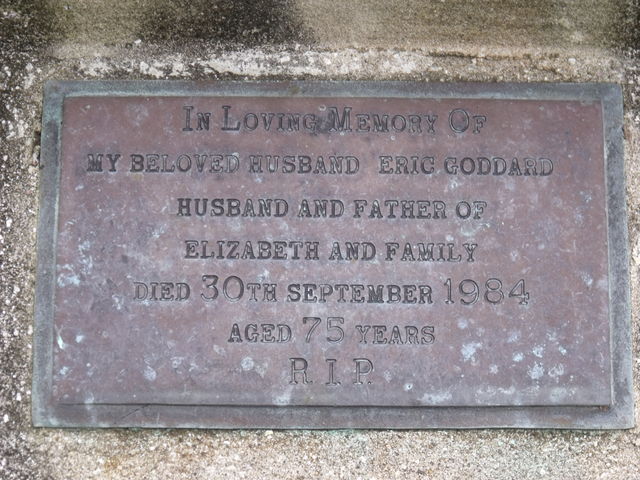 In Loving Memory Of
MY BELOVED HUSBAND ERIC GODDARD
HUSBAND AND FATHER OF
ELIZABETH AND FAMILY
DIED 30TH SEPTEMBER 1984
AGED 75 YEARS
R I P.